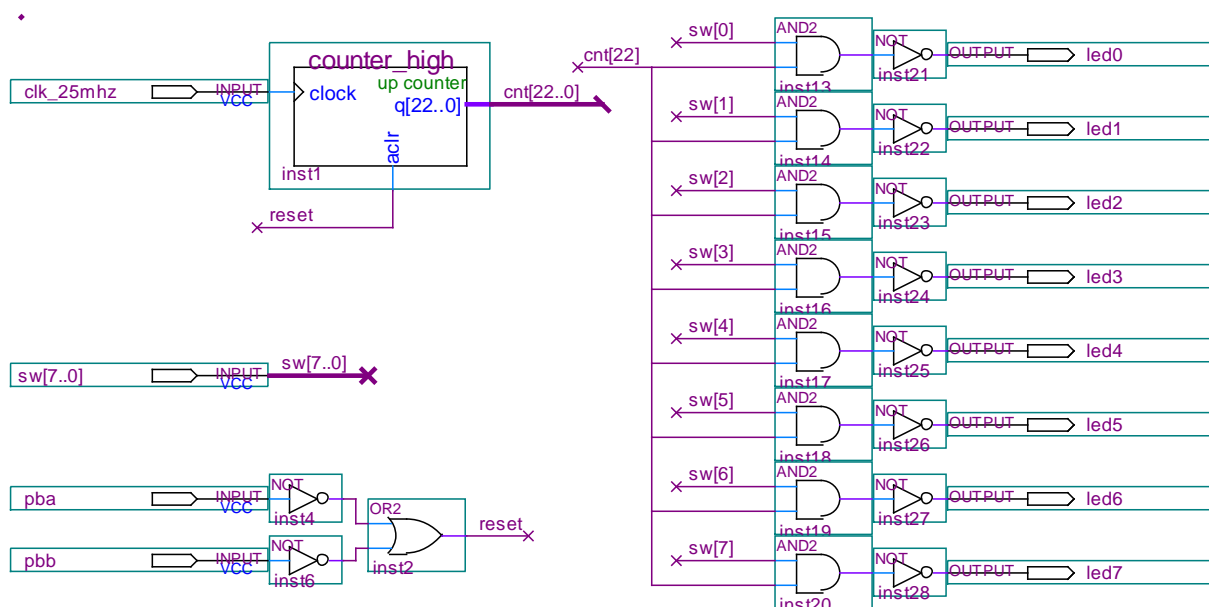 clk_25mhz
INPUT
VCC
counter_high
up counter
clock
q[22..0]
aclr
inst1
cnt[22..0]
reset
sw[7..0]
INPUT
VCC
sw[7..0]
pba
INPUT
VCC
NOT
inst4
pbb
INPUT
VCC
NOT
inst6
OR2
inst2
reset
cnt[22]
sw[0]
AND2
inst13
NOT
inst21
OUTPUT
led0
sw[1]
AND2
inst14
NOT
inst22
OUTPUT
led1
sw[2]
AND2
inst15
NOT
inst23
OUTPUT
led2
sw[3]
AND2
inst16
NOT
inst24
OUTPUT
led3
sw[4]
AND2
inst17
NOT
inst25
OUTPUT
led4
sw[5]
AND2
inst18
NOT
inst26
OUTPUT
led5
sw[6]
AND2
inst19
NOT
inst27
OUTPUT
led6
sw[7]
AND2
inst20
NOT
inst28
OUTPUT
led7